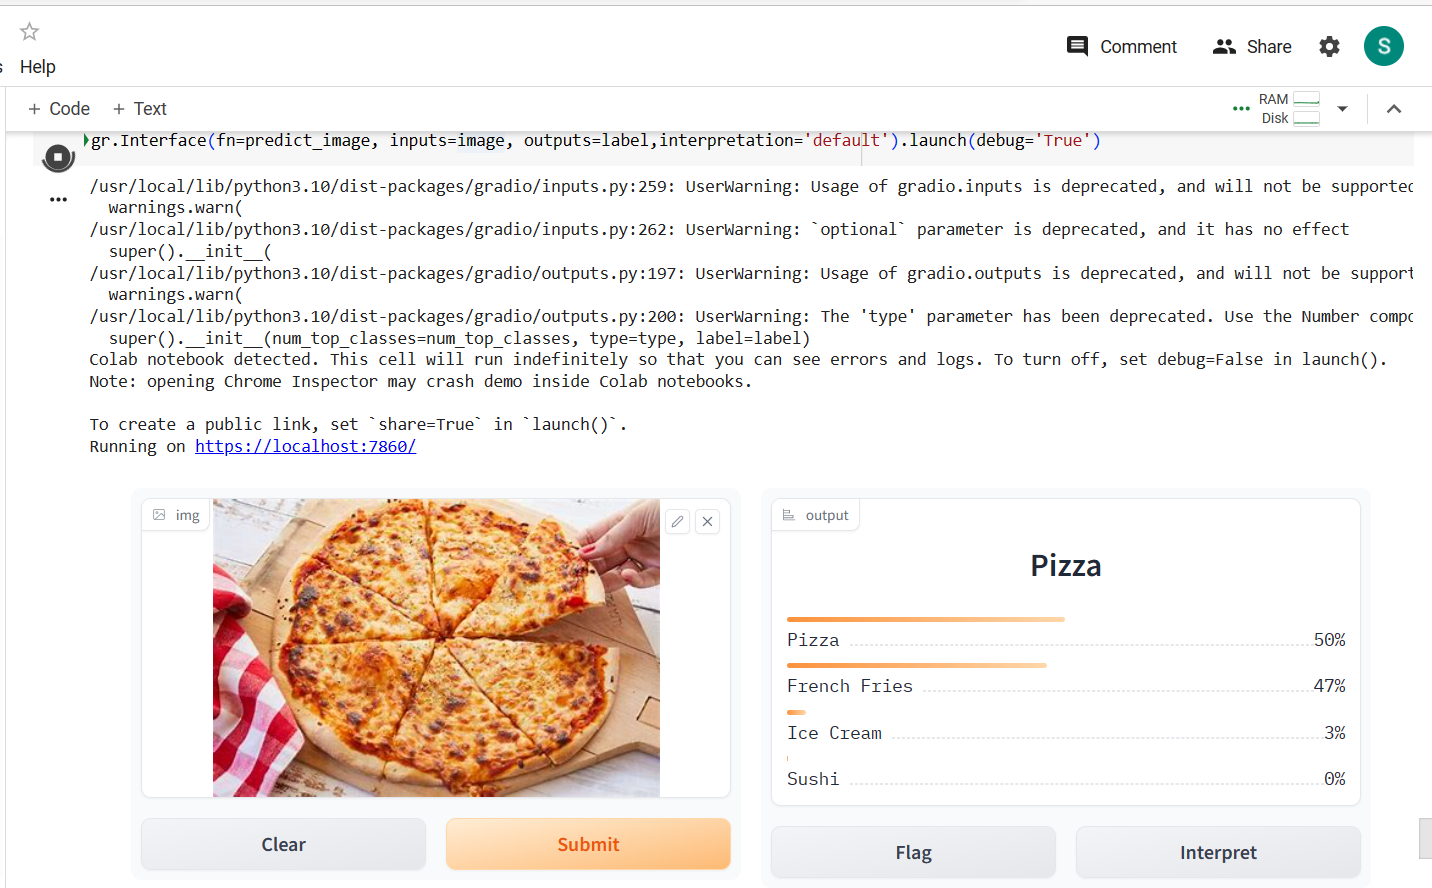 Comment
Share
S
Help
+ Code
+ Text
RAM
Disk
gr.Interface(fn=predict_image, inputs=image, outputs=label,interpretation='default').launch(debug='True')
/usr/local/lib/python3.10/dist-packages/gradio/inputs.py:259: UserWarning: Usage of gradio.inputs is deprecated, and will not be supported
warnings.warn(
/usr/local/lib/python3.10/dist-packages/gradio/inputs.py:262: UserWarning: `optional` parameter is deprecated, and it has no effect
super().__init__(
/usr/local/lib/python3.10/dist-packages/gradio/outputs.py:197: UserWarning: Usage of gradio.outputs is deprecated, and will not be support
warnings.warn(
/usr/local/lib/python3.10/dist-packages/gradio/outputs.py:200: UserWarning: The 'type' parameter has been deprecated. Use the Number compo
super().__init__(num_top_classes=num_top_classes, type=type, label=label)
Colab notebook detected. This cell will run indefinitely so that you can see errors and logs. To turn off, set debug=False in launch().
Note: opening Chrome Inspector may crash demo inside Colab notebooks.
To create a public link, set `share=True` in `launch()`.
Running on https://localhost:7860/
img
output
Pizza
Pizza 50%
French Fries 47%
Ice Cream 3%
Sushi 0%
Clear
Submit
Flag
Interpret